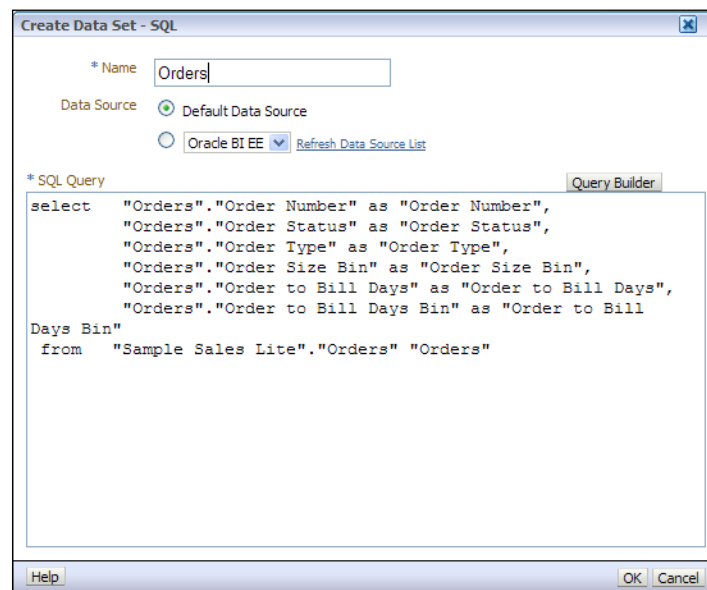 Create Data Set - SQL
* Name Orders
Data Source Default Data Source
Oracle BI EE Refresh Data Source List
* SQL Query Query Builder
select "Orders"."Order Number" as "Order Number",
"Orders"."Order Status" as "Order Status",
"Orders"."Order Type" as "Order Type",
"Orders"."Order Size Bin" as "Order Size Bin",
"Orders"."Order to Bill Days" as "Order to Bill Days",
"Orders"."Order to Bill Days Bin" as "Order to Bill
Days Bin"
from "Sample Sales Lite"."Orders" "Orders"
Help OK Cancel